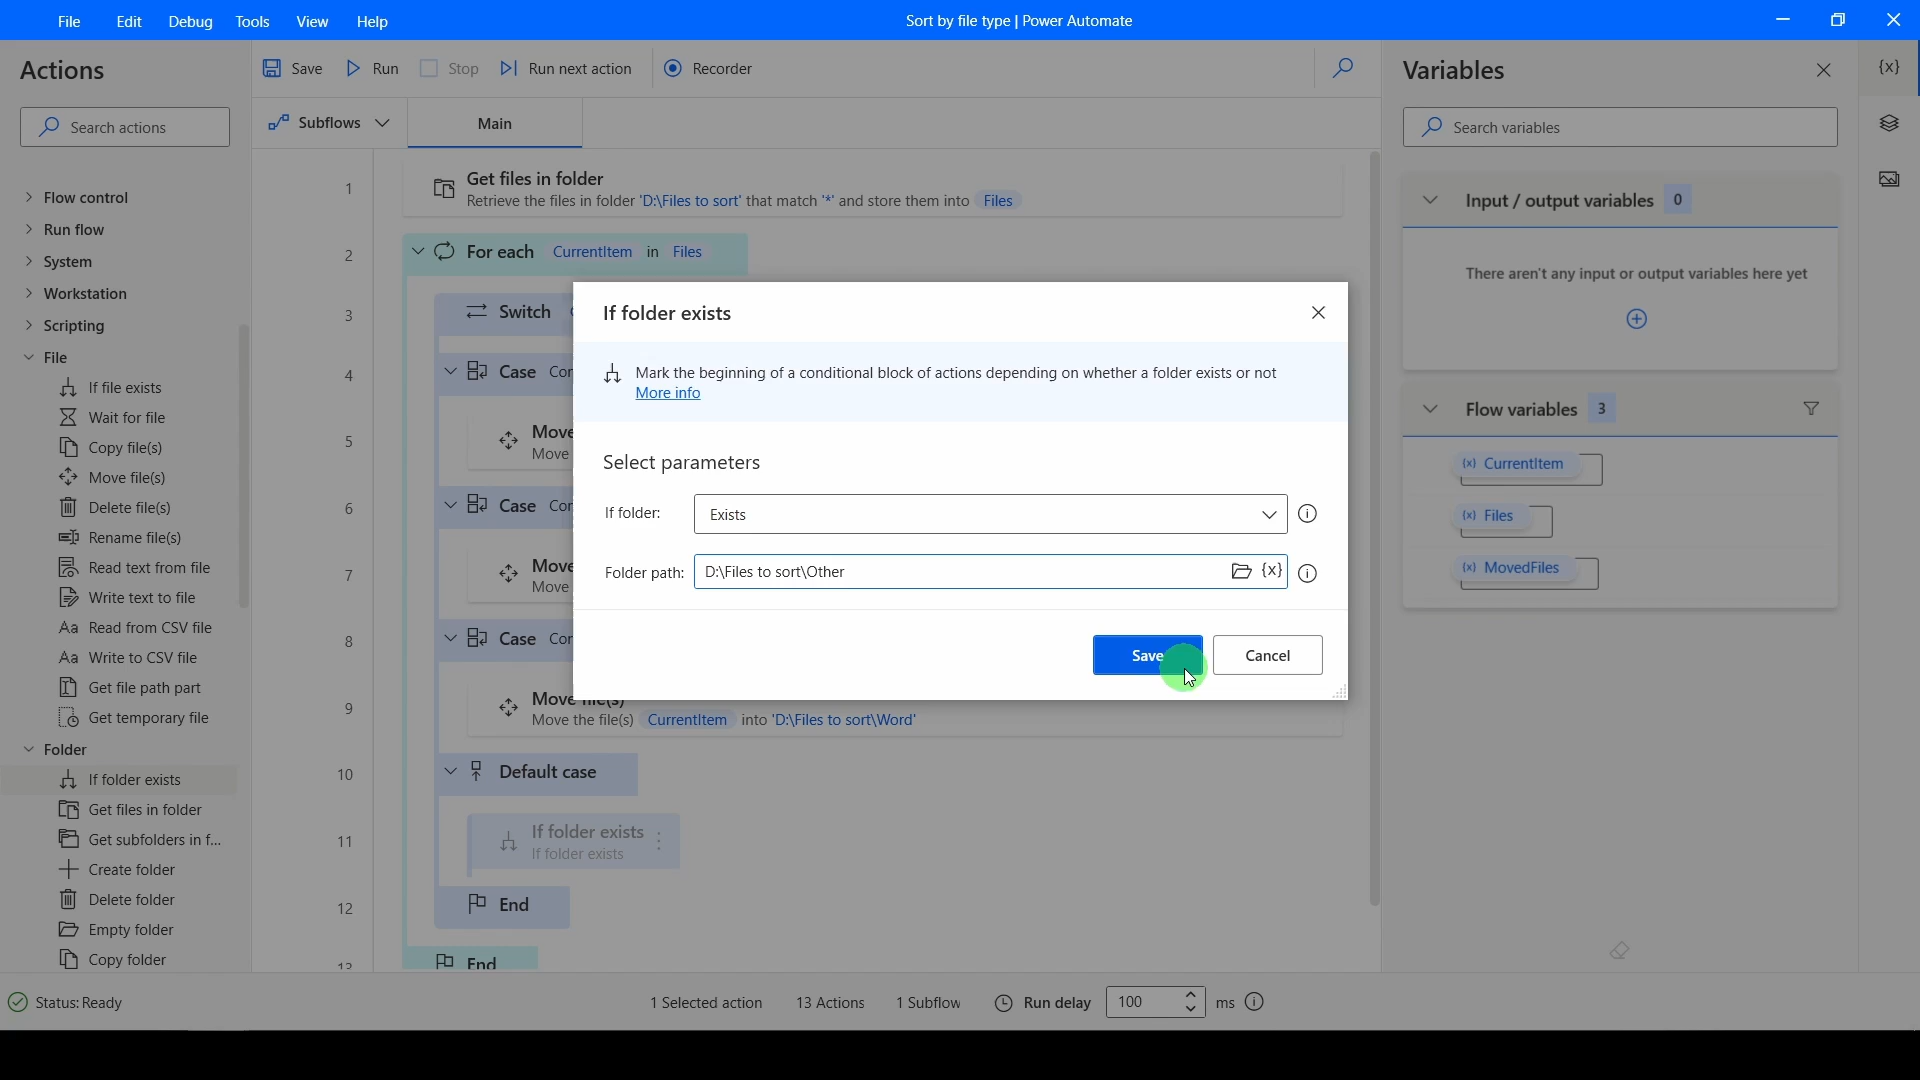 File Edit Debug Tools View Help Sort by file type | Power Automate
Actions
Search actions
Flow control
Run flow
System
Workstation
Scripting
File
If file exists
Wait for file
Copy file(s)
Move file(s)
Delete file(s)
Rename file(s)
Read text from file
Write text to file
Read from CSV file
Write to CSV file
Get file path part
Get temporary file
Folder
If folder exists
Get files in folder
Get subfolders in f...
Create folder
Delete folder
Empty folder
Copy folder
Save Run Stop Run next action Recorder
Subflows Main
1 Get files in folder
Retrieve the files in folder 'D:\Files to sort' that match '*' and store them into Files
2 For each CurrentItem in Files
3 Switch
4 Case Con
5 Move
Move
6 Case Con
7 Move
Move
8 Case Con
9 Move file(s)
Move the file(s) CurrentItem into 'D:\Files to sort\Word'
10 Default case
11 If folder exists
If folder exists
12 End
13 End
If folder exists
Mark the beginning of a conditional block of actions depending on whether a folder exists or not
More info
Select parameters
If folder: Exists
Folder path: D:\Files to sort\Other {x}
Save Cancel
Variables
{x}
Search variables
Input / output variables 0
There aren't any input or output variables here yet
Flow variables 3
(x) CurrentItem
(x) Files
(x) MovedFiles
Status: Ready 1 Selected action 13 Actions 1 Subflow Run delay 100 ms